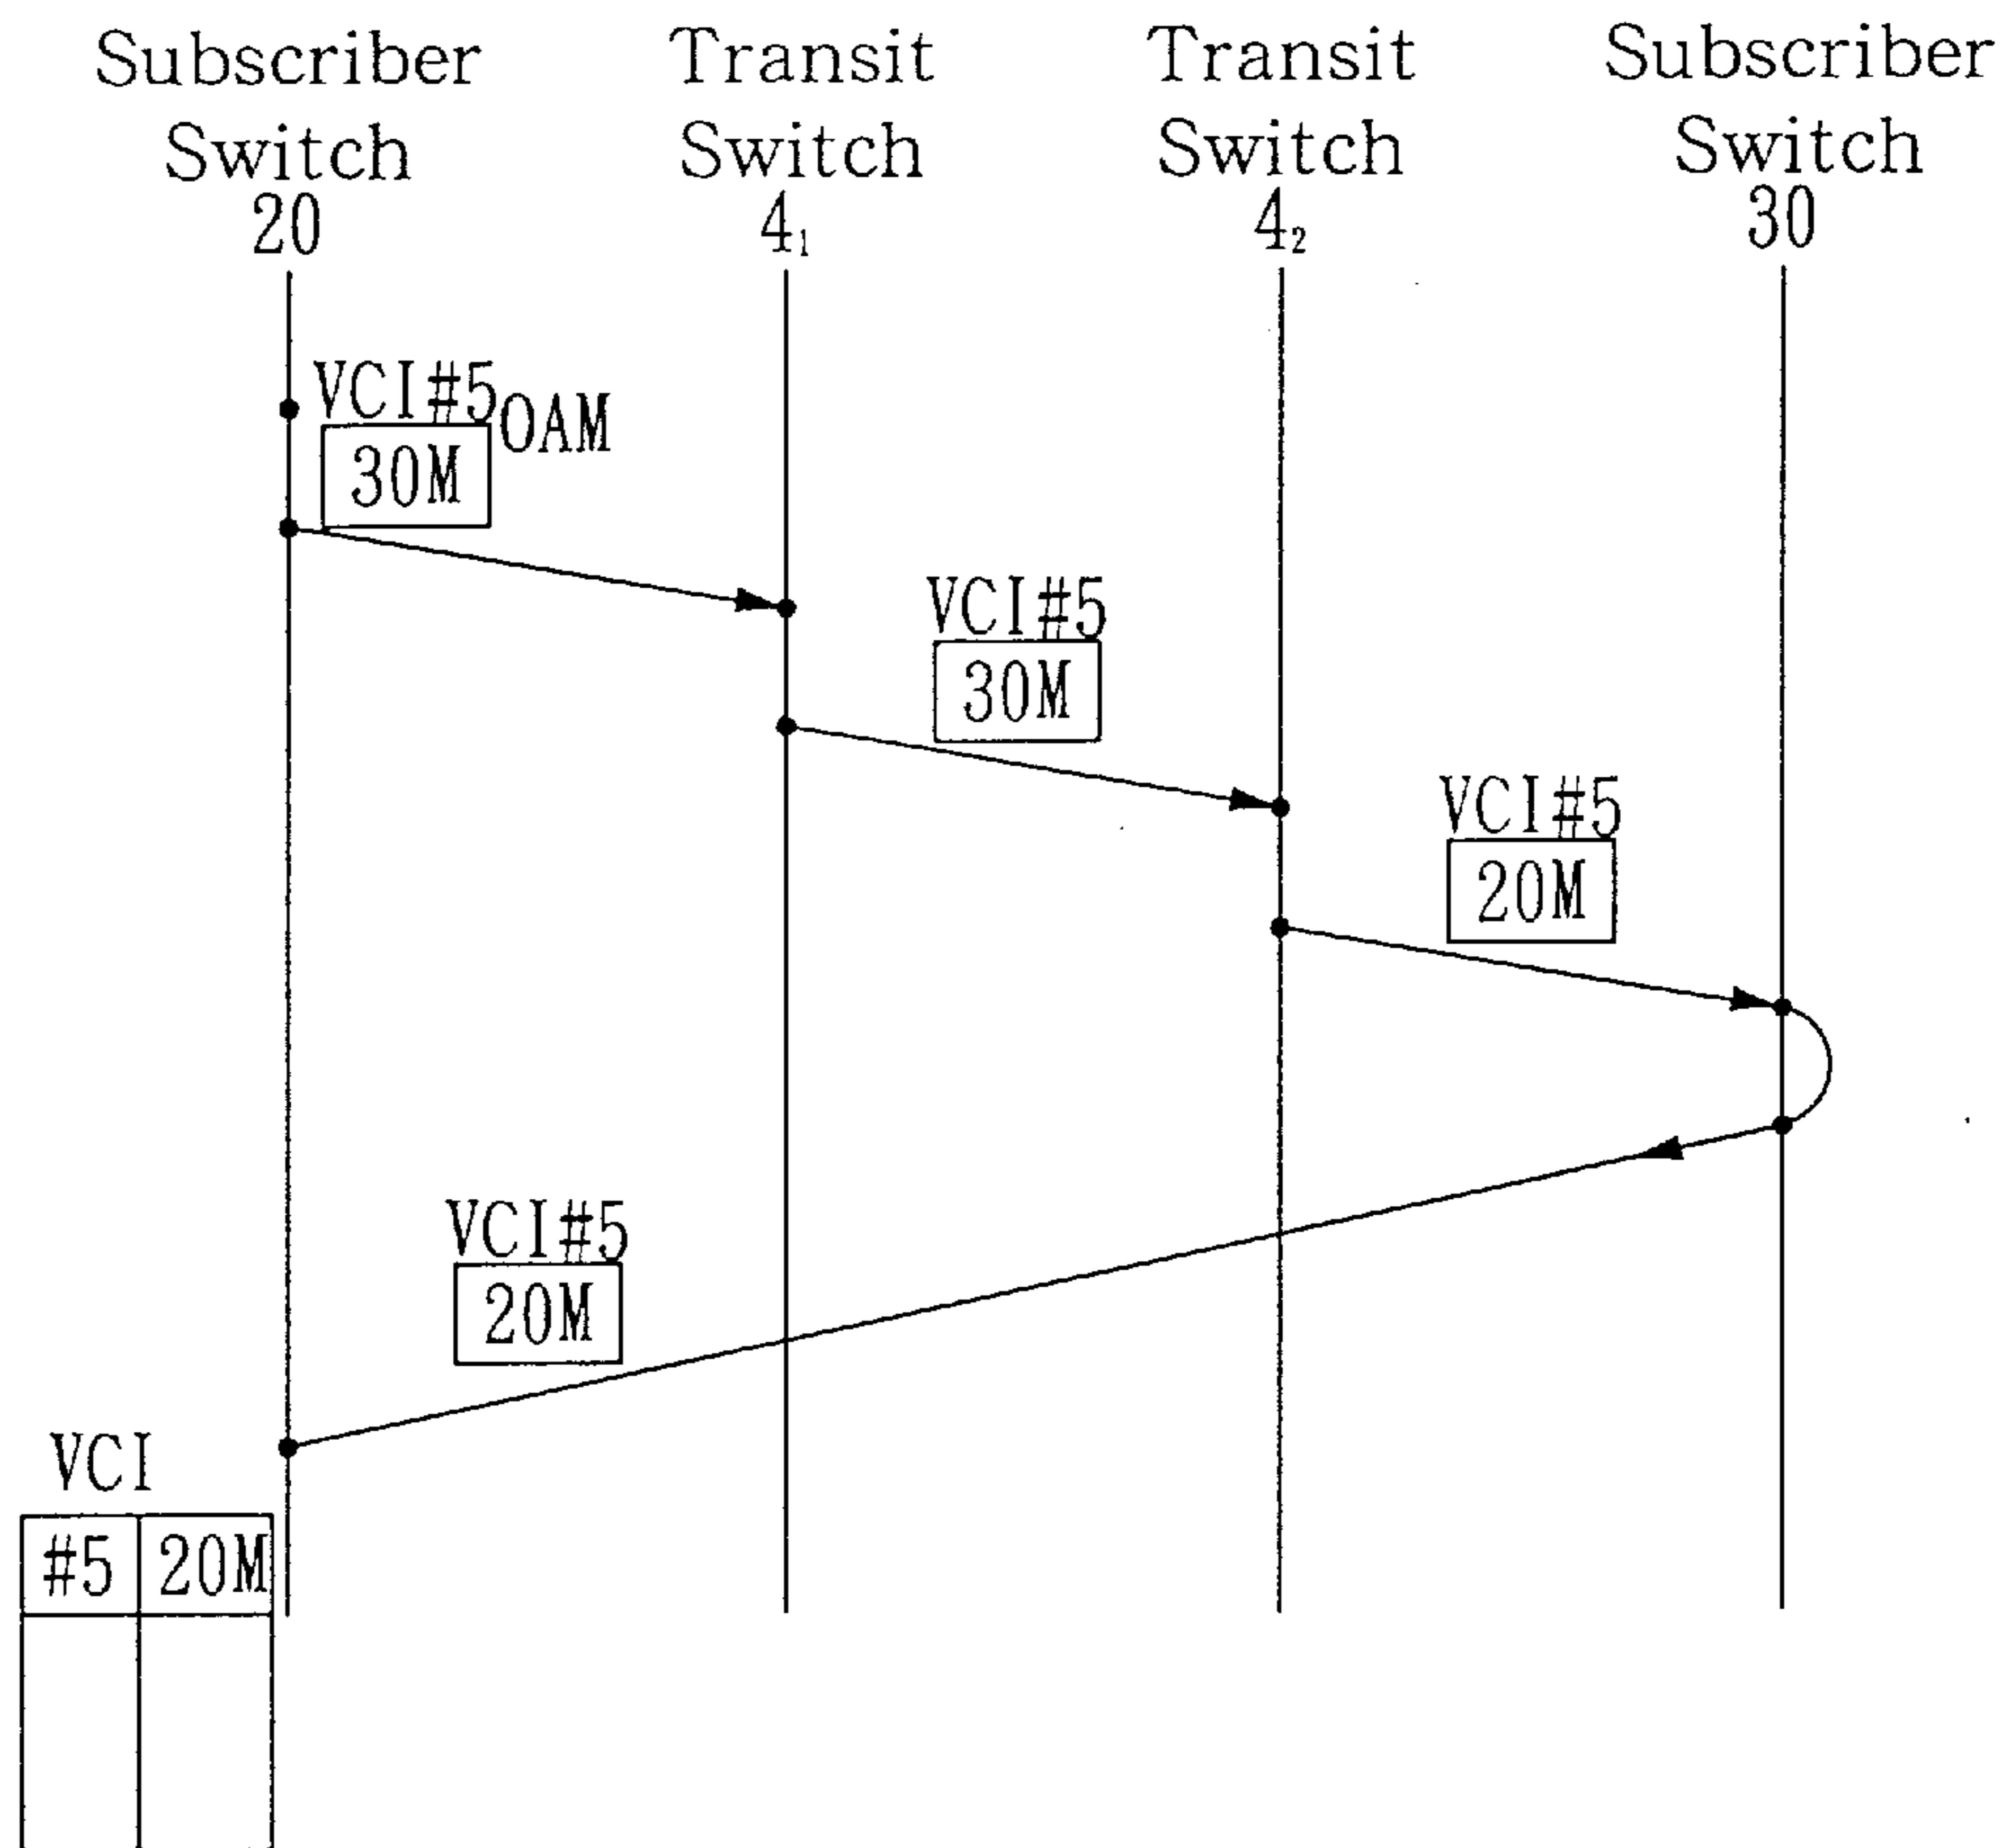 Subscriber
Switch
20
Transit
Switch
4₁
Transit
Switch
4₂
Subscriber
Switch
30
VCI#5
OAM
30M
VCI#5
30M
VCI#5
20M
VCI#5
20M
VCI
#5 20M